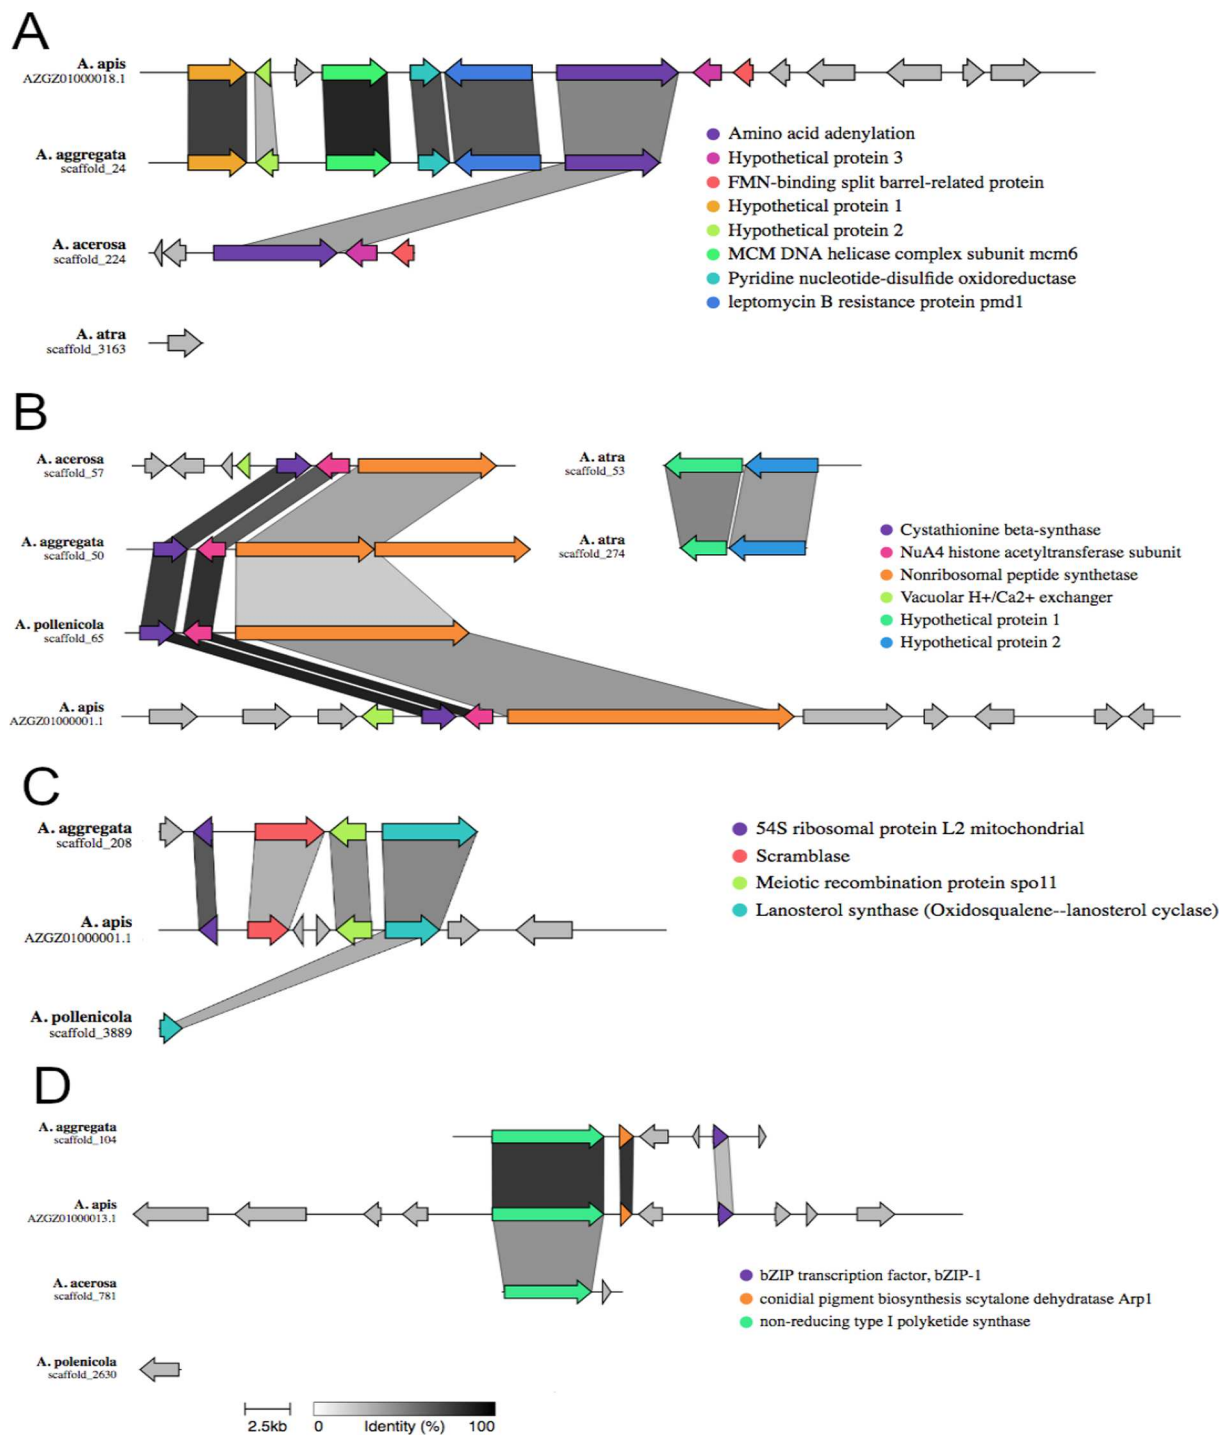 A
A. apis
AZGZ01000018.1
A. aggregata
scaffold_24
A. acerosa
scaffold_224
A. atra
scaffold_3163
Amino acid adenylation
Hypothetical protein 3
FMN-binding split barrel-related protein
Hypothetical protein 1
Hypothetical protein 2
MCM DNA helicase complex subunit mcm6
Pyridine nucleotide-disulfide oxidoreductase
leptomycin B resistance protein pmd1
B
A. acerosa
scaffold_57
A. aggregata
scaffold_50
A. pollenicola
scaffold_65
A. apis
AZGZ01000001.1
A. atra
scaffold_53
A. atra
scaffold_274
Cystathionine beta-synthase
NuA4 histone acetyltransferase subunit
Nonribosomal peptide synthetase
Vacuolar H+/Ca2+ exchanger
Hypothetical protein 1
Hypothetical protein 2
C
A. aggregata
scaffold_208
A. apis
AZGZ01000001.1
A. pollenicola
scaffold_3889
54S ribosomal protein L2 mitochondrial
Scramblase
Meiotic recombination protein spo11
Lanosterol synthase (Oxidosqualene--lanosterol cyclase)
D
A. aggregata
scaffold_104
A. apis
AZGZ01000013.1
A. acerosa
scaffold_781
A. polenicola
scaffold_2630
bZIP transcription factor, bZIP-1
conidial pigment biosynthesis scytalone dehydratase Arp1
non-reducing type I polyketide synthase
2.5kb
0 Identity (%) 100